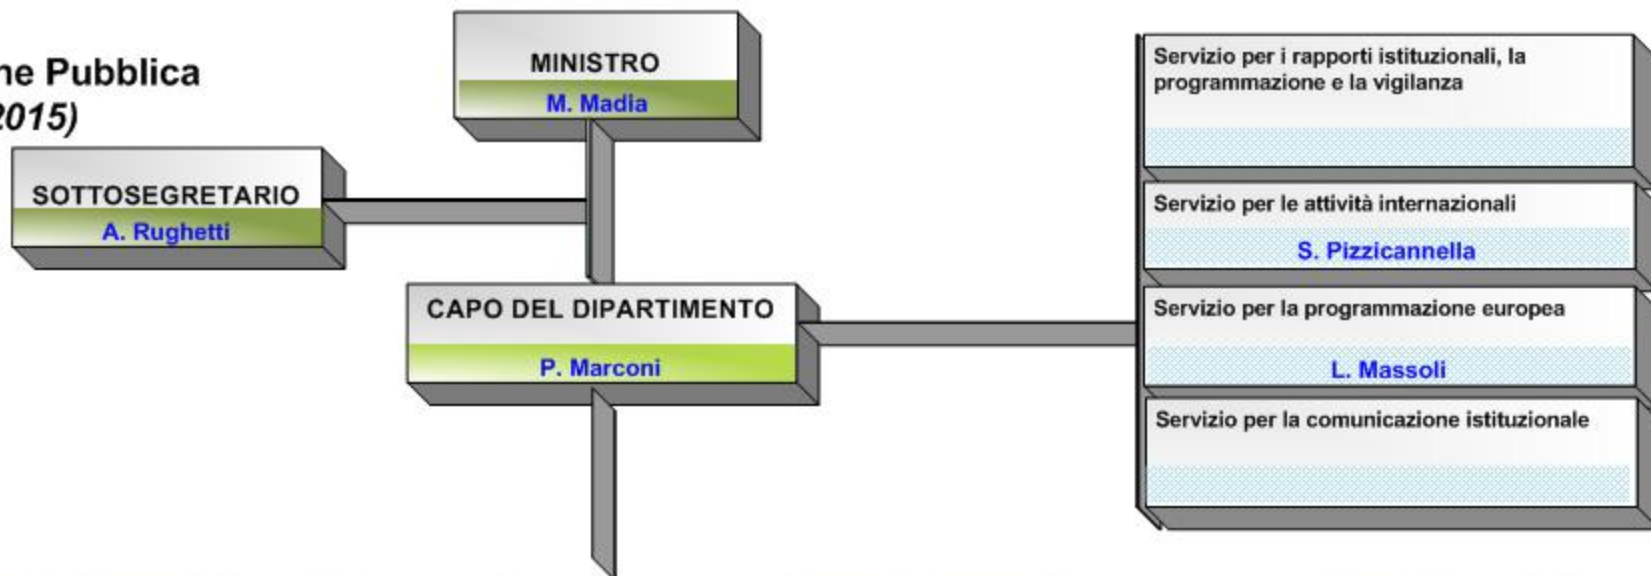 ne Pubblica
2015)
MINISTRO
M. Madia
SOTTOSEGRETARIO
A. Rughetti
CAPO DEL DIPARTIMENTO
P. Marconi
Servizio per i rapporti istituzionali, la
programmazione e la vigilanza
Servizio per le attività internazionali
S. Pizzicannella
Servizio per la programmazione europea
L. Massoli
Servizio per la comunicazione istituzionale